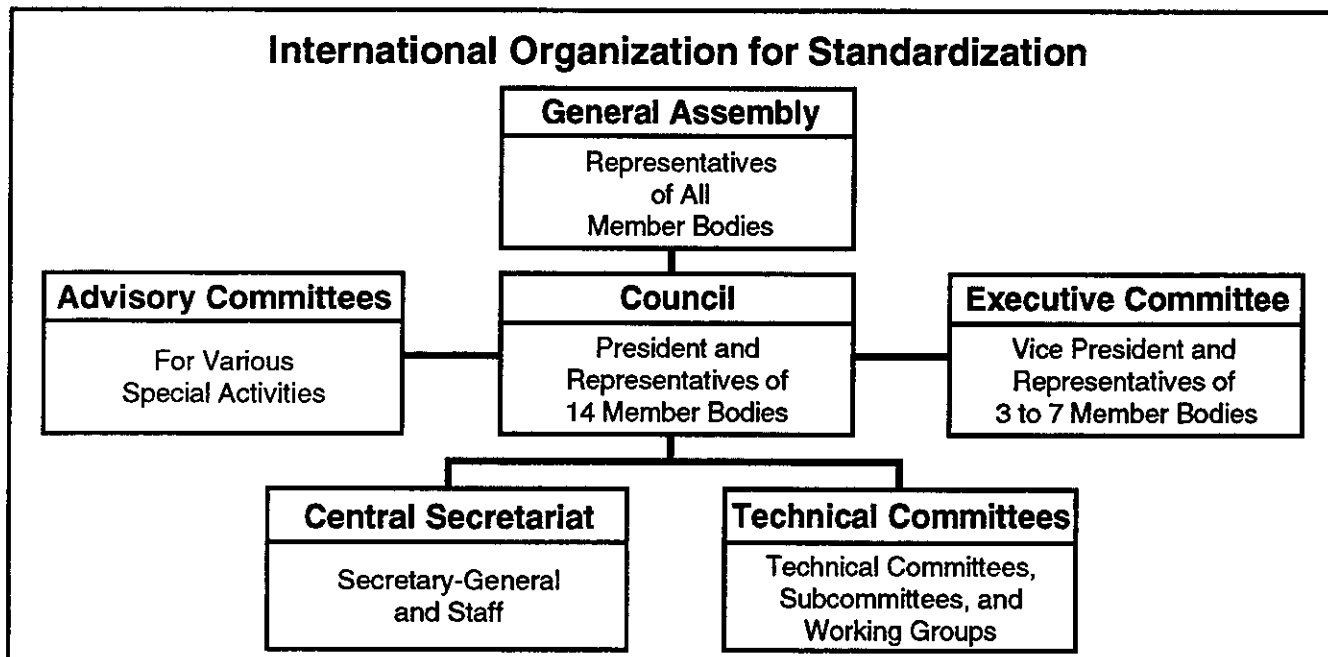 International Organization for Standardization
General Assembly
Representatives
of All
Member Bodies
Advisory Committees
For Various
Special Activities
Council
President and
Representatives of
14 Member Bodies
Executive Committee
Vice President and
Representatives of
3 to 7 Member Bodies
Central Secretariat
Secretary-General
and Staff
Technical Committees
Technical Committees,
Subcommittees, and
Working Groups